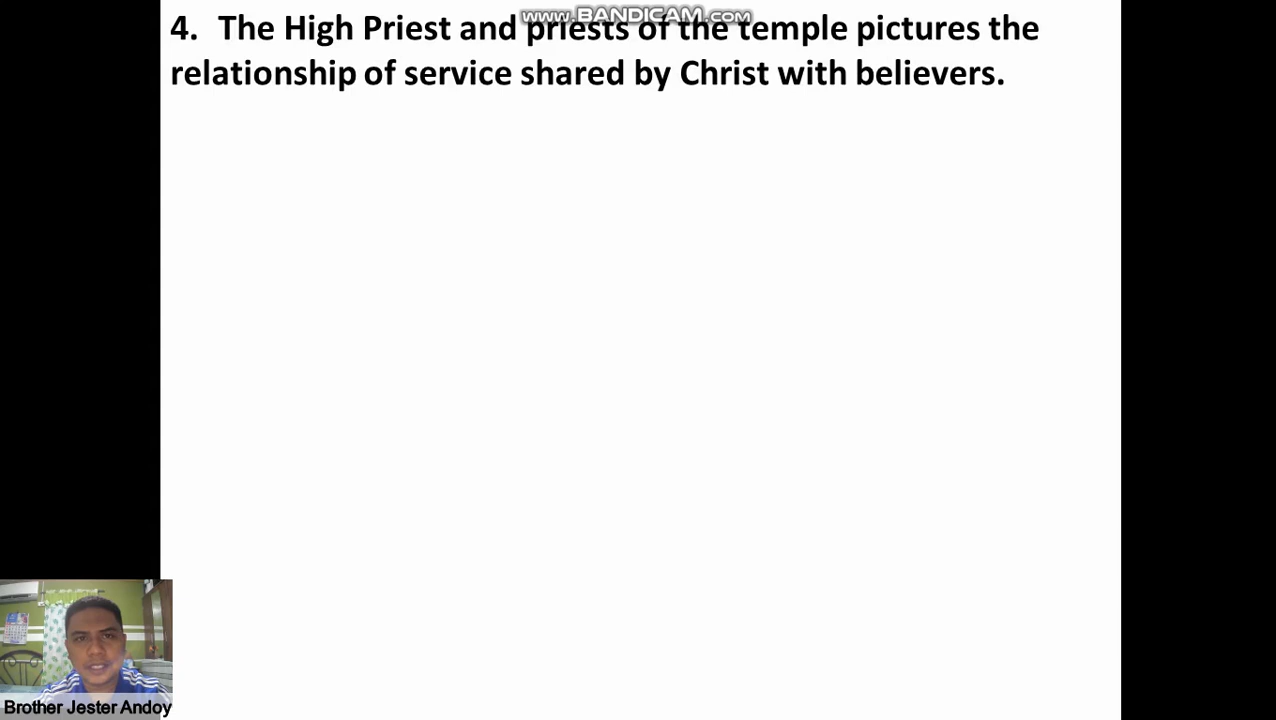 www.BANDICAM.com
4. The High Priest and priests of the temple pictures the
relationship of service shared by Christ with believers.
Brother Jester Andoy